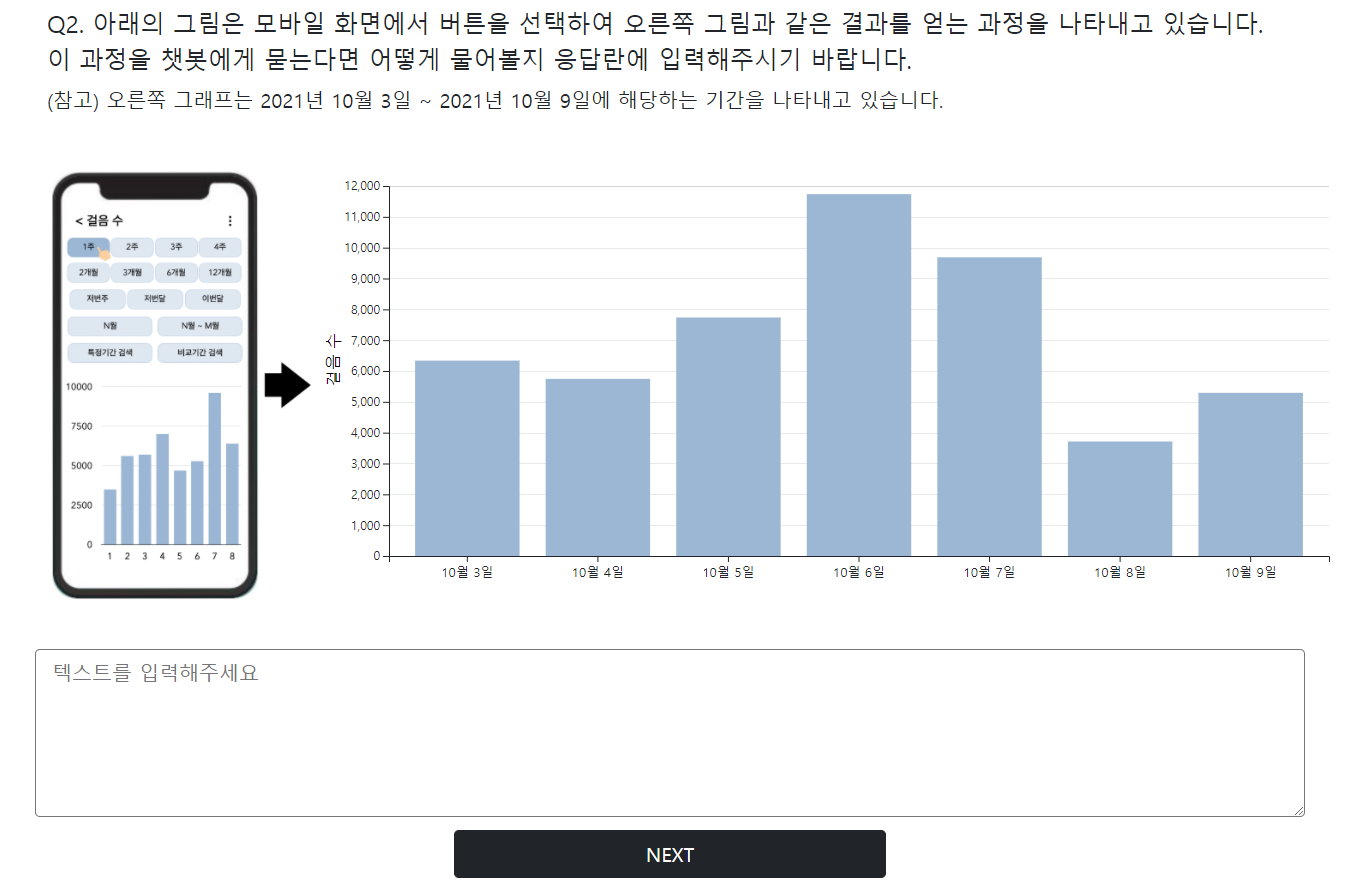 Q2. 아래의 그림은 모바일 화면에서 버튼을 선택하여 오른쪽 그림과 같은 결과를 얻는 과정을 나타내고 있습니다.
이 과정을 챗봇에게 묻는다면 어떻게 물어볼지 응답란에 입력해주시기 바랍니다.
(참고) 오른쪽 그래프는 2021년 10월 3일 ~ 2021년 10월 9일에 해당하는 기간을 나타내고 있습니다.
< 걸음 수
1주 2주 3주 4주
2개월 3개월 6개월 12개월
저번주 저번달 이번달
N월 N월 ~ M월
특정기간 검색 비교기간 검색
10000
7500
5000
2500
0
1 2 3 4 5 6 7 8
걸음 수
12,000
11,000
10,000
9,000
8,000
7,000
6,000
5,000
4,000
3,000
2,000
1,000
0
10월 3일 10월 4일 10월 5일 10월 6일 10월 7일 10월 8일 10월 9일
텍스트를 입력해주세요
NEXT